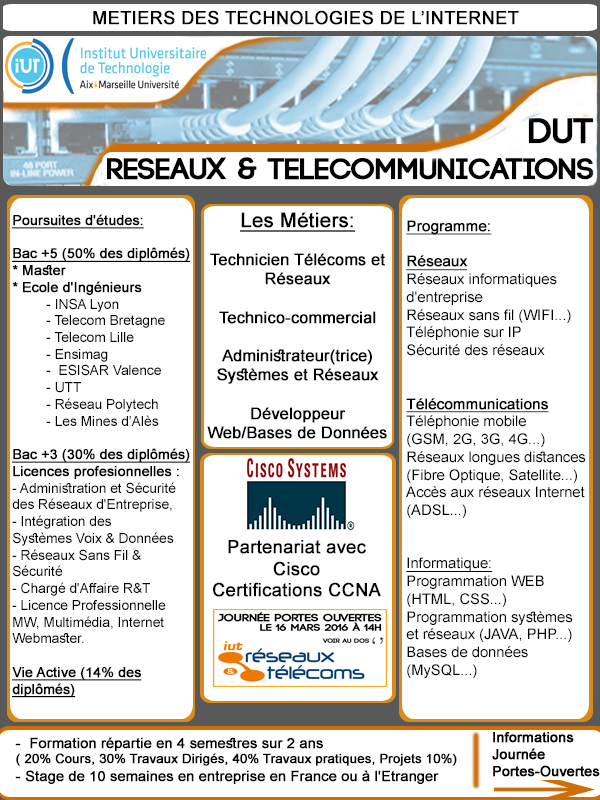 METIERS DES TECHNOLOGIES DE L'INTERNET
iUT
Institut Universitaire
de Technologie
Aix*Marseille Université
48 PORT
IN-LINE POWER
DUT
RESEAUX & TELECOMMUNICATIONS
Poursuites d'études:
Bac +5 (50% des diplômés)
* Master
* Ecole d'Ingénieurs
- INSA Lyon
- Telecom Bretagne
- Telecom Lille
- Ensimag
- ESISAR Valence
- UTT
- Réseau Polytech
- Les Mines d'Alès
Bac +3 (30% des diplômés)
Licences profesionnelles :
- Administration et Sécurité
des Réseaux d'Entreprise,
- Intégration des
Systèmes Voix & Données
- Réseaux Sans Fil &
Sécurité
- Chargé d'Affaire R&T
- Licence Professionnelle
MW, Multimédia, Internet
Webmaster.
Vie Active (14% des
diplômés)
Les Métiers:
Technicien Télécoms et
Réseaux
Technico-commercial
Administrateur(trice)
Systèmes et Réseaux
Développeur
Web/Bases de Données
CISCO SYSTEMS
®
Partenariat avec
Cisco
Certifications CCNA
JOURNÉE PORTES OUVERTES
LE 16 MARS 2016 À 14H
VOIR AU DOS
iut
réseaux
& télécoms
Programme:
Réseaux
Réseaux informatiques
d'entreprise
Réseaux sans fil (WIFI...)
Téléphonie sur IP
Sécurité des réseaux
Télécommunications
Téléphonie mobile
(GSM, 2G, 3G, 4G...)
Réseaux longues distances
(Fibre Optique, Satellite...)
Accès aux réseaux Internet
(ADSL...)
Informatique:
Programmation WEB
(HTML, CSS...)
Programmation systèmes
et réseaux (JAVA, PHP...)
Bases de données
(MySQL...)
- Formation répartie en 4 semestres sur 2 ans
( 20% Cours, 30% Travaux Dirigés, 40% Travaux pratiques, Projets 10%)
- Stage de 10 semaines en entreprise en France ou à l'Etranger
Informations
Journée
Portes-Ouvertes